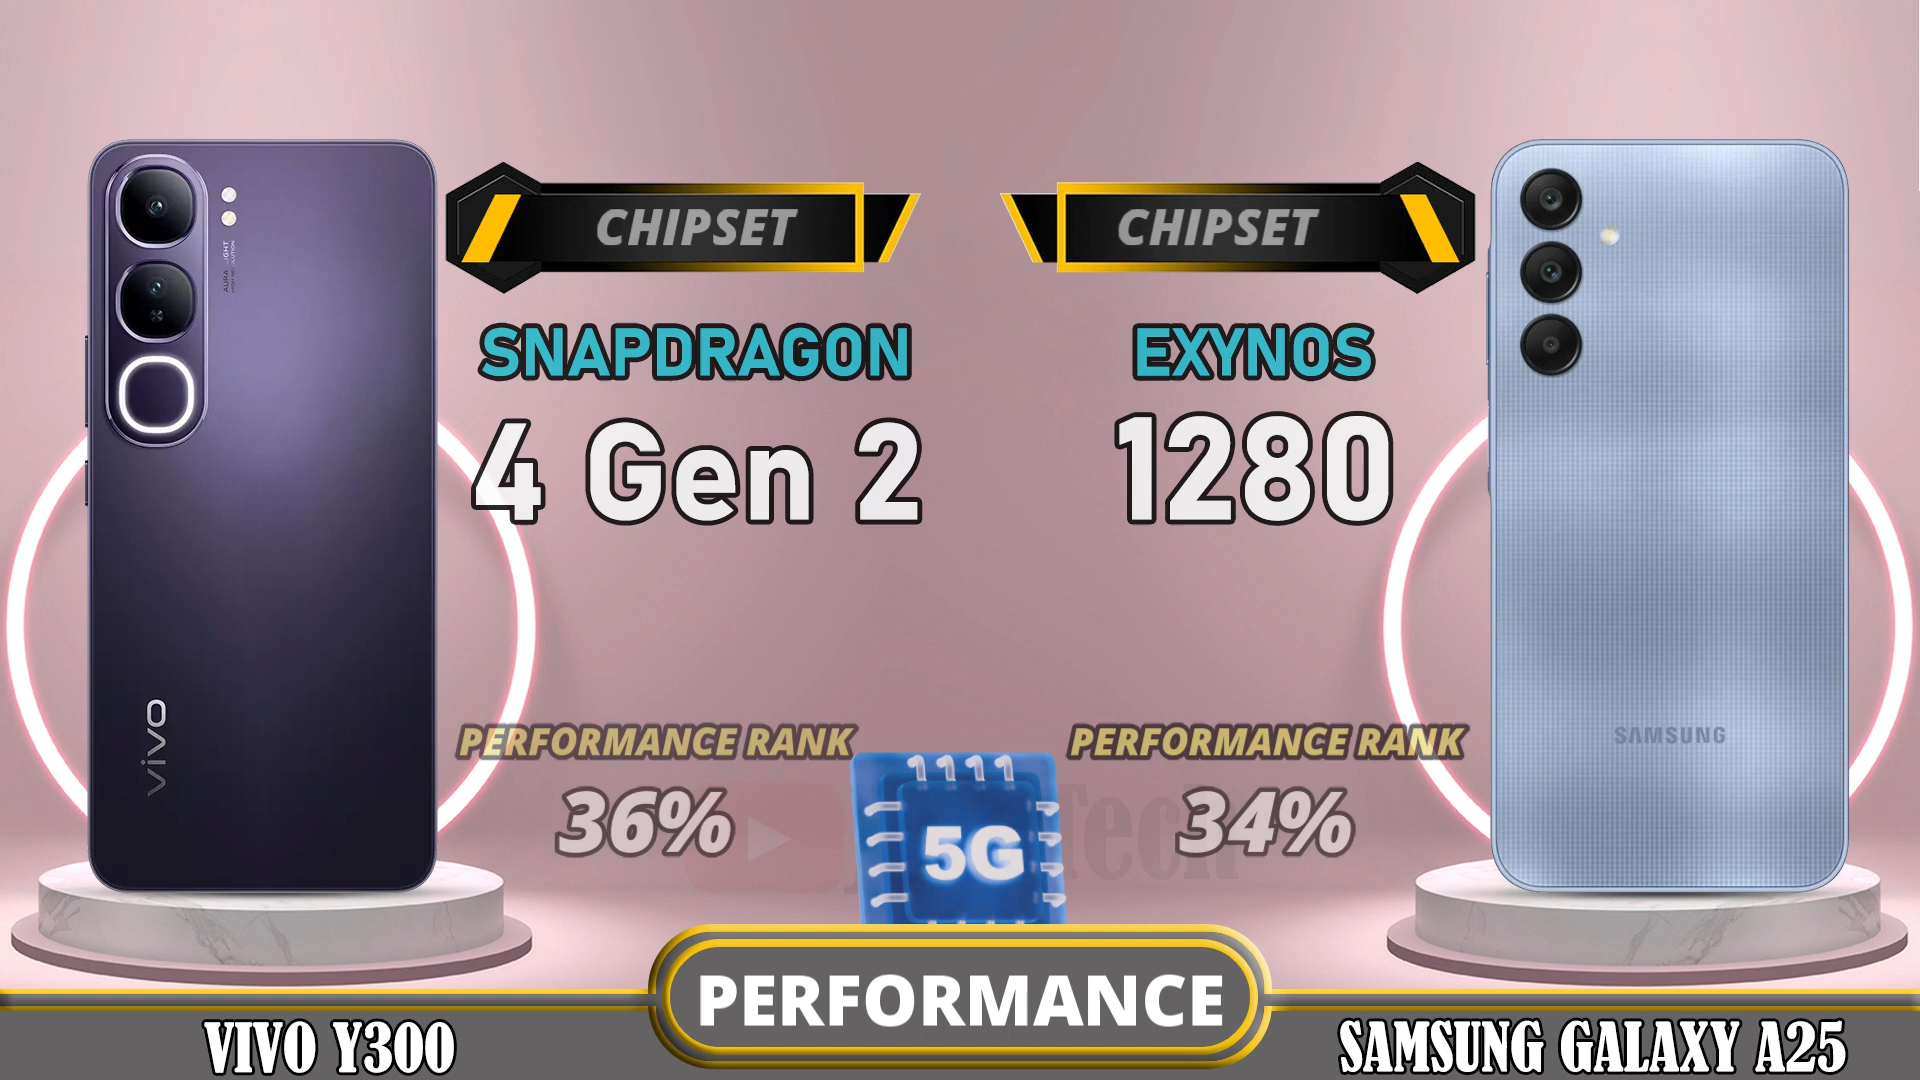 CHIPSET
CHIPSET
SNAPDRAGON
EXYNOS
4 Gen 2
1280
vivo
SAMSUNG
PERFORMANCE RANK
PERFORMANCE RANK
36%
34%
Tech
5G
PERFORMANCE
VIVO Y300
SAMSUNG GALAXY A25